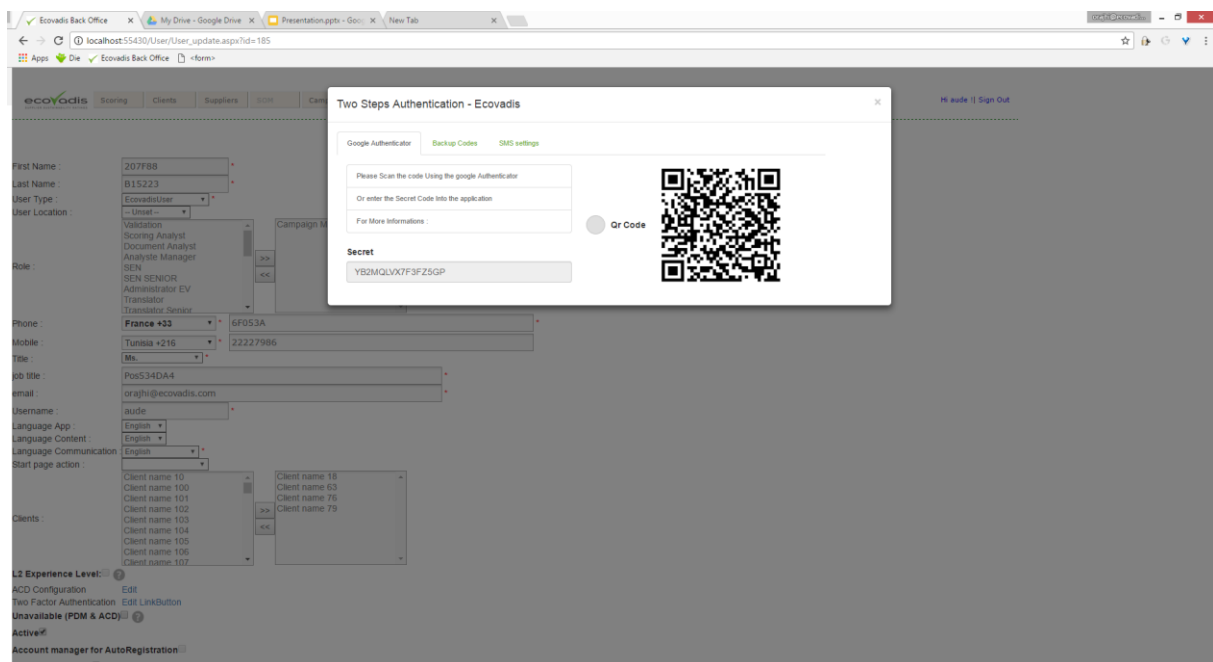 Ecovadis Back Office
My Drive - Google Drive
Presentation.pptx - Goo
New Tab
localhost:55430/User/User_update.aspx?id=185
Apps
Die
Ecovadis Back Office
<form>
ecovadis
Scoring
Clients
Suppliers
Camp
Hi aude !| Sign Out
Two Steps Authentication - Ecovadis
×
Google Authenticator
Backup Codes
SMS settings
Please Scan the code Using the google Authenticator
Or enter the Secret Code Into the application
For More Informations :
Qr Code
Secret
YB2MQLVX7F3FZ5GP
First Name :
207F88
*
Last Name :
B15223
*
User Type :
EcovadisUser
*
User Location :
-- Unset --
Role :
Validation
Scoring Analyst
Document Analyst
Analyste Manager
SEN
SEN SENIOR
Administrator EV
Translator
Translator Senior
>>
<<
Campaign M
Phone :
France +33
*
6F053A
*
Mobile :
Tunisia +216
*
22227986
Title :
Ms.
*
job title :
Pos534DA4
*
email :
orajhi@ecovadis.com
*
Username :
aude
*
Language App :
English
Language Content :
English
Language Communication
English
*
Start page action :
Clients :
Client name 10
Client name 100
Client name 101
Client name 102
Client name 103
Client name 104
Client name 105
Client name 106
Client name 107
>>
<<
Client name 18
Client name 63
Client name 76
Client name 79
L2 Experience Level:
?
ACD Configuration
Edit
Two Factor Authentication
Edit LinkButton
Unavailable (PDM & ACD)
?
Active
Account manager for AutoRegistration